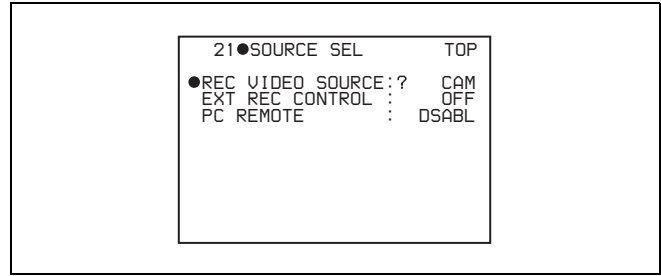 21●SOURCE SEL TOP
●REC VIDEO SOURCE:? CAM
EXT REC CONTROL : OFF
PC REMOTE : DSABL